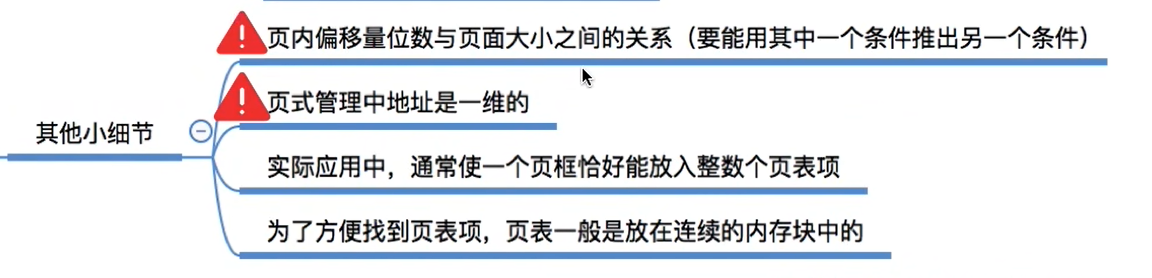 页内偏移量位数与页面大小之间的关系（要能用其中一个条件推出另一个条件）
页式管理中地址是一维的
其他小细节
实际应用中，通常使一个页框恰好能放入整数个页表项
为了方便找到页表项，页表一般是放在连续的内存块中的